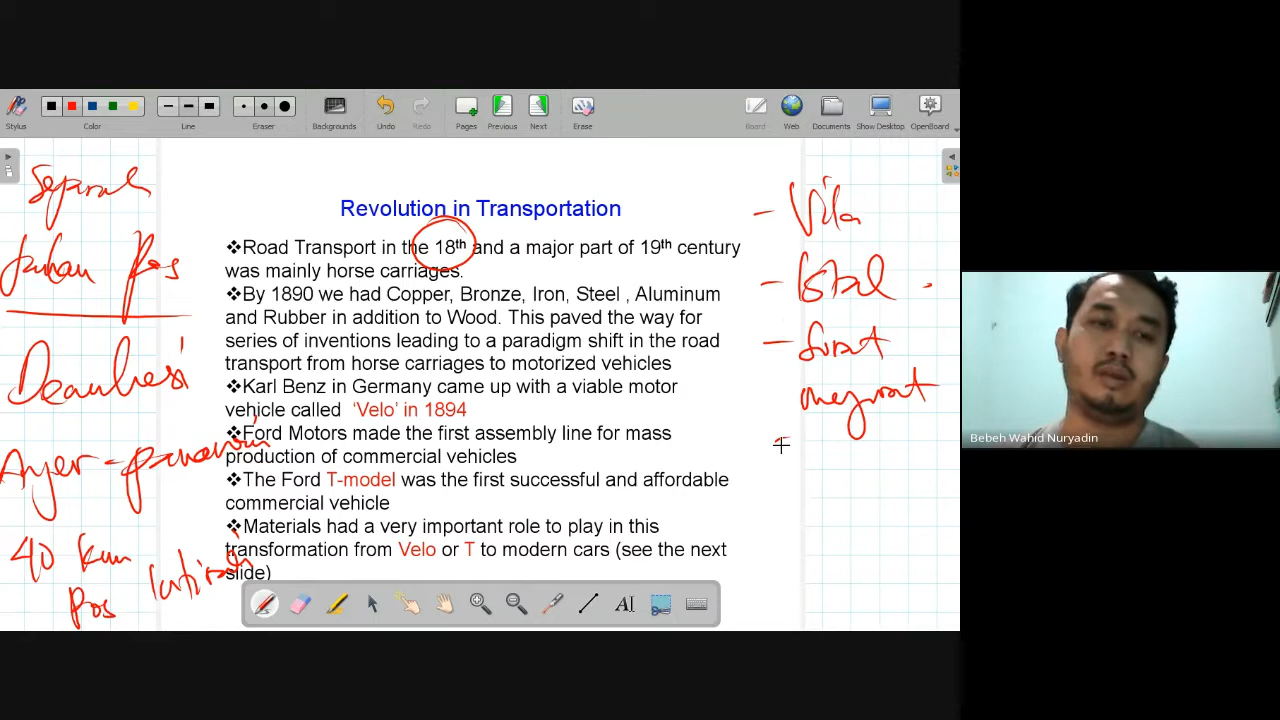 Stylus Color Line Eraser Backgrounds Undo Redo Pages Previous Next Erase Board Web Documents Show Desktop OpenBoard
Revolution in Transportation
❖Road Transport in the 18th and a major part of 19th century
was mainly horse carriages.
❖By 1890 we had Copper, Bronze, Iron, Steel , Aluminum
and Rubber in addition to Wood. This paved the way for
series of inventions leading to a paradigm shift in the road
transport from horse carriages to motorized vehicles
❖Karl Benz in Germany came up with a viable motor
vehicle called ‘Velo’ in 1894
❖Ford Motors made the first assembly line for mass
production of commercial vehicles
❖The Ford T-model was the first successful and affordable
commercial vehicle
❖Materials had a very important role to play in this
transformation from Velo or T to modern cars (see the next
slide)
Pos
Ayer - panarukan
40 km
Pos
- Vila
- Istal
- surat
Bebeh Wahid Nuryadin